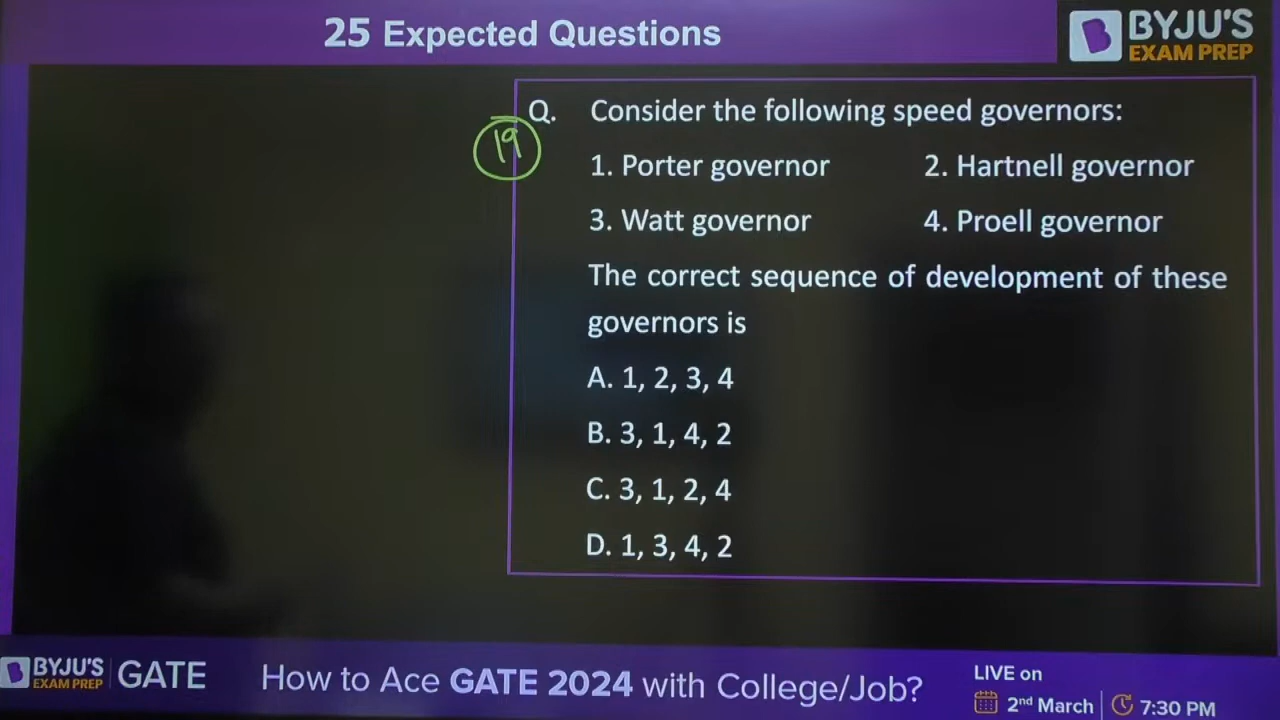 25 Expected Questions
BYJU'S
EXAM PREP
19
Q. Consider the following speed governors:
1. Porter governor 2. Hartnell governor
3. Watt governor 4. Proell governor
The correct sequence of development of these
governors is
A. 1, 2, 3, 4
B. 3, 1, 4, 2
C. 3, 1, 2, 4
D. 1, 3, 4, 2
BYJU'S
EXAM PREP
GATE
How to Ace GATE 2024 with College/Job?
LIVE on
2nd March 7:30 PM